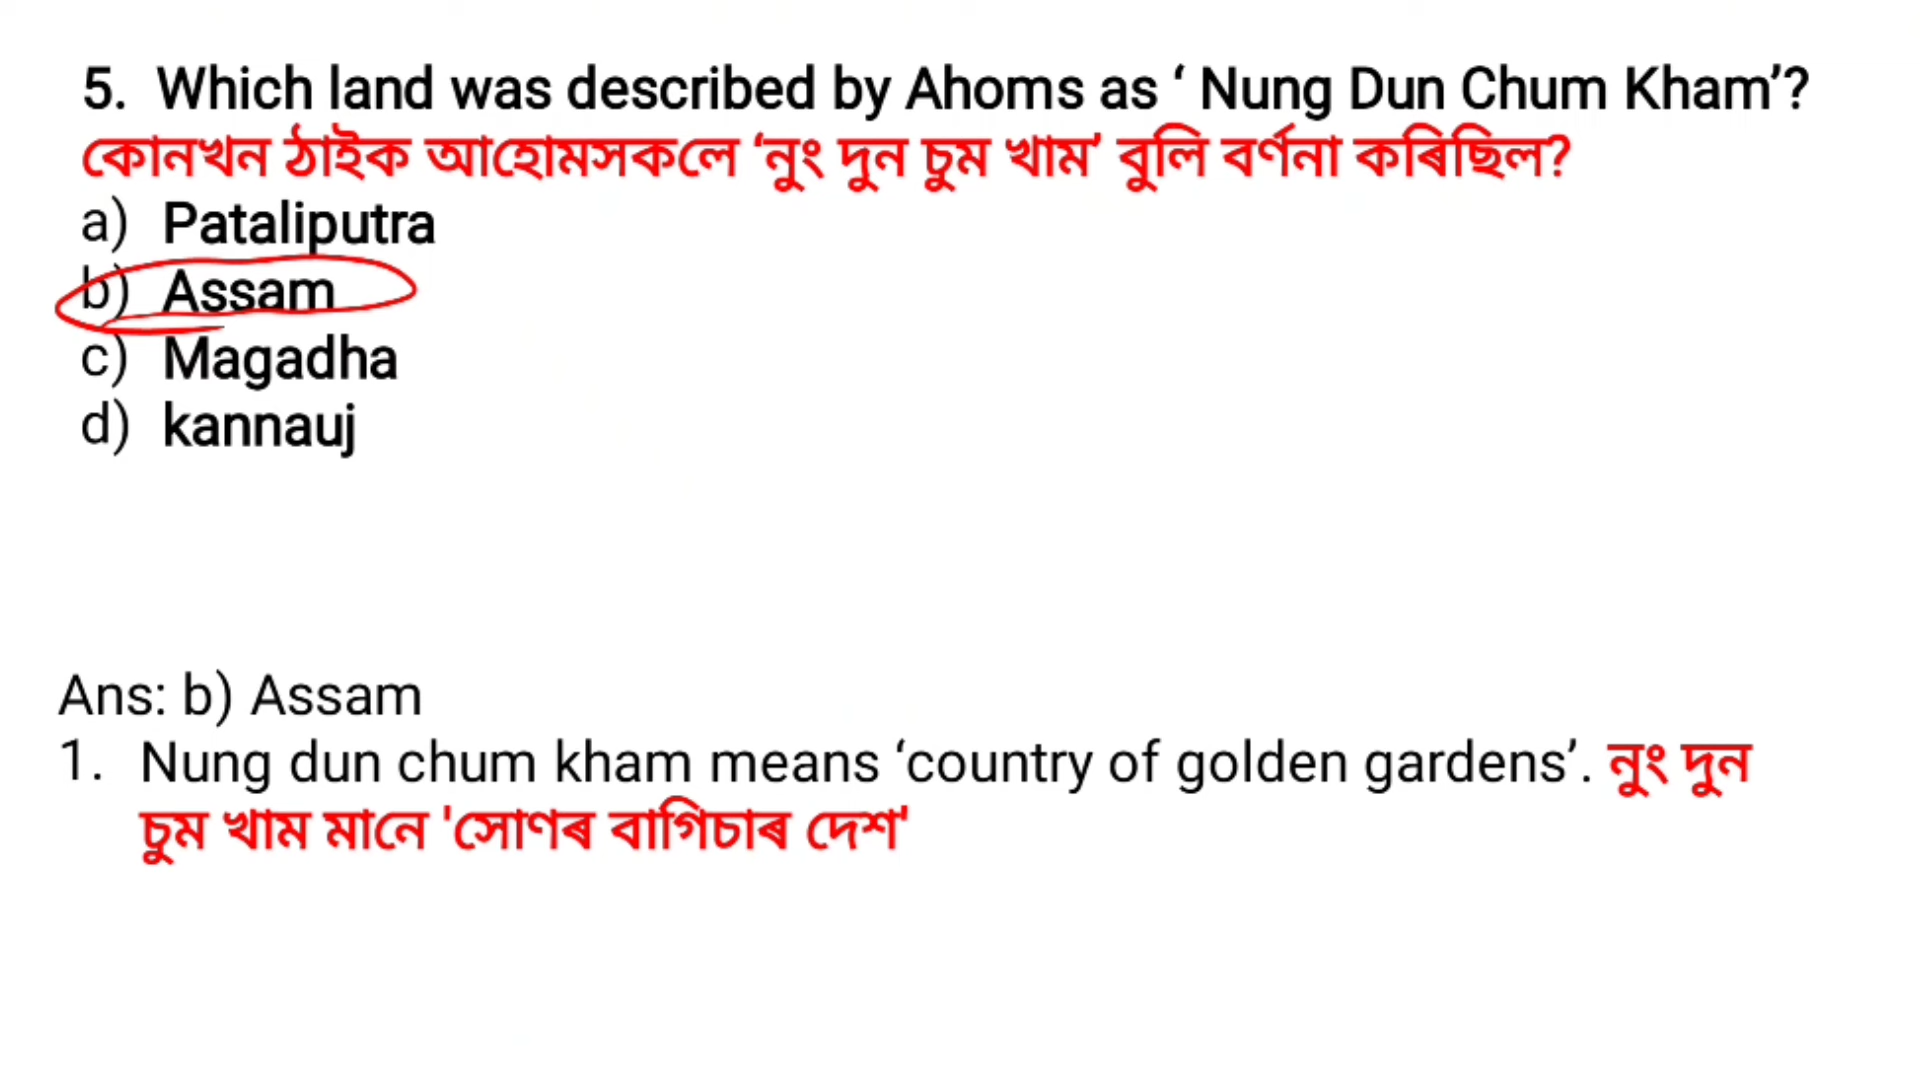 5. Which land was described by Ahoms as ‘ Nung Dun Chum Kham’?
কোনখন ঠাইক আহোমসকলে ‘নুং দুন চুম খাম’ বুলি বৰ্ণনা কৰিছিল?
a) Pataliputra
b) Assam
c) Magadha
d) kannauj
Ans: b) Assam
1. Nung dun chum kham means ‘country of golden gardens’. নুং দুন
চুম খাম মানে 'সোণৰ বাগিচাৰ দেশ'